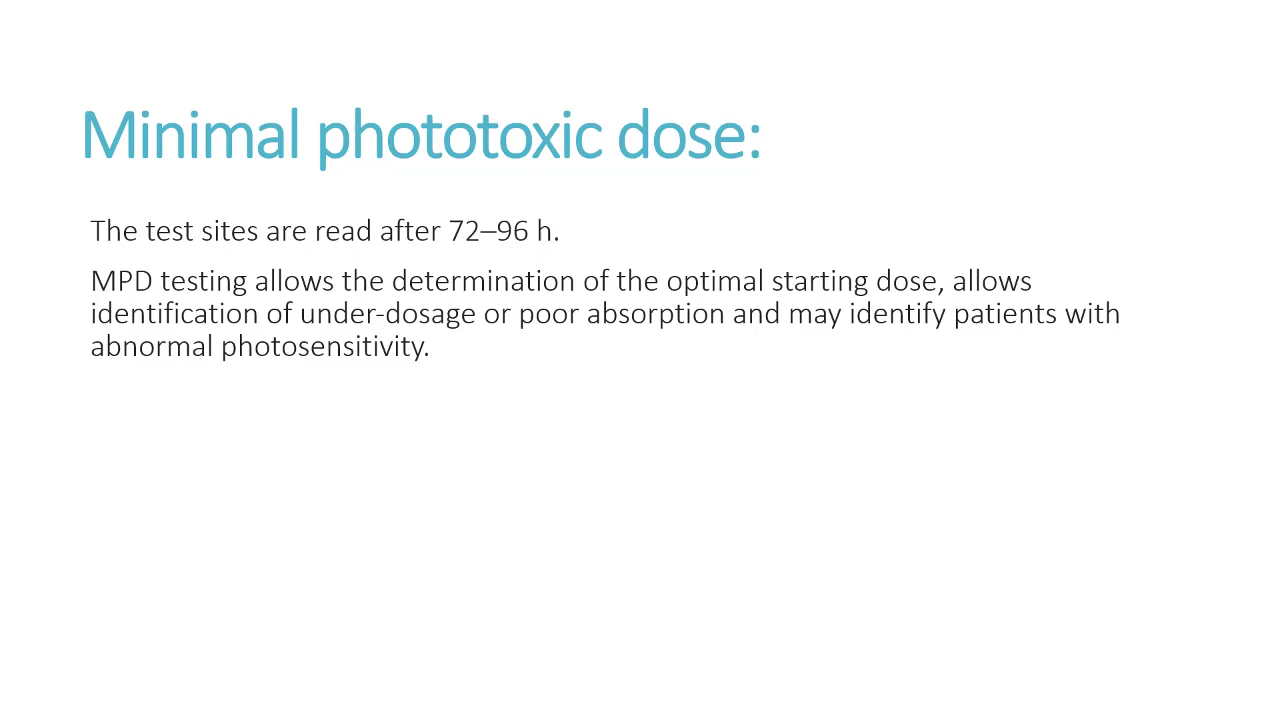 Minimal phototoxic dose:
The test sites are read after 72–96 h.
MPD testing allows the determination of the optimal starting dose, allows
identification of under-dosage or poor absorption and may identify patients with
abnormal photosensitivity.